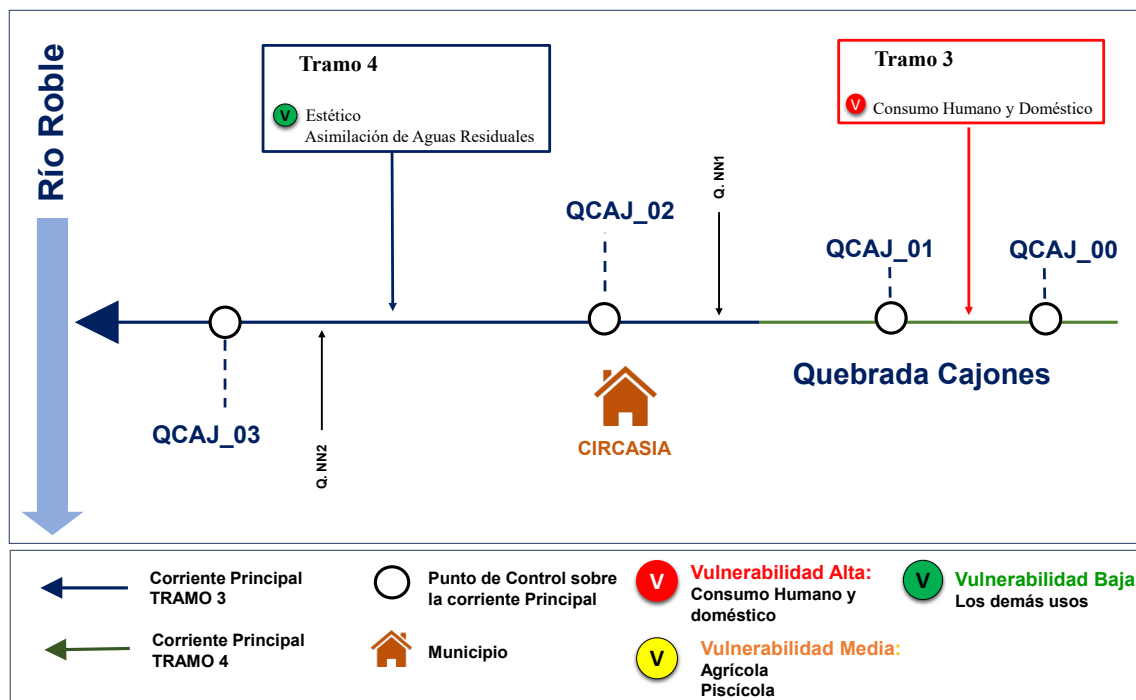 Río Roble
Tramo 4
V
Estético
Asimilación de Aguas Residuales
Tramo 3
V
Consumo Humano y Doméstico
Q. NN1
QCAJ_02
QCAJ_01
QCAJ_00
Quebrada Cajones
QCAJ_03
Q. NN2
CIRCASIA
Corriente Principal
TRAMO 3
Corriente Principal
TRAMO 4
Punto de Control sobre
la corriente Principal
Municipio
V
Vulnerabilidad Alta:
Consumo Humano y
doméstico
V
Vulnerabilidad Media:
Agrícola
Piscícola
V
Vulnerabilidad Baja
Los demás usos